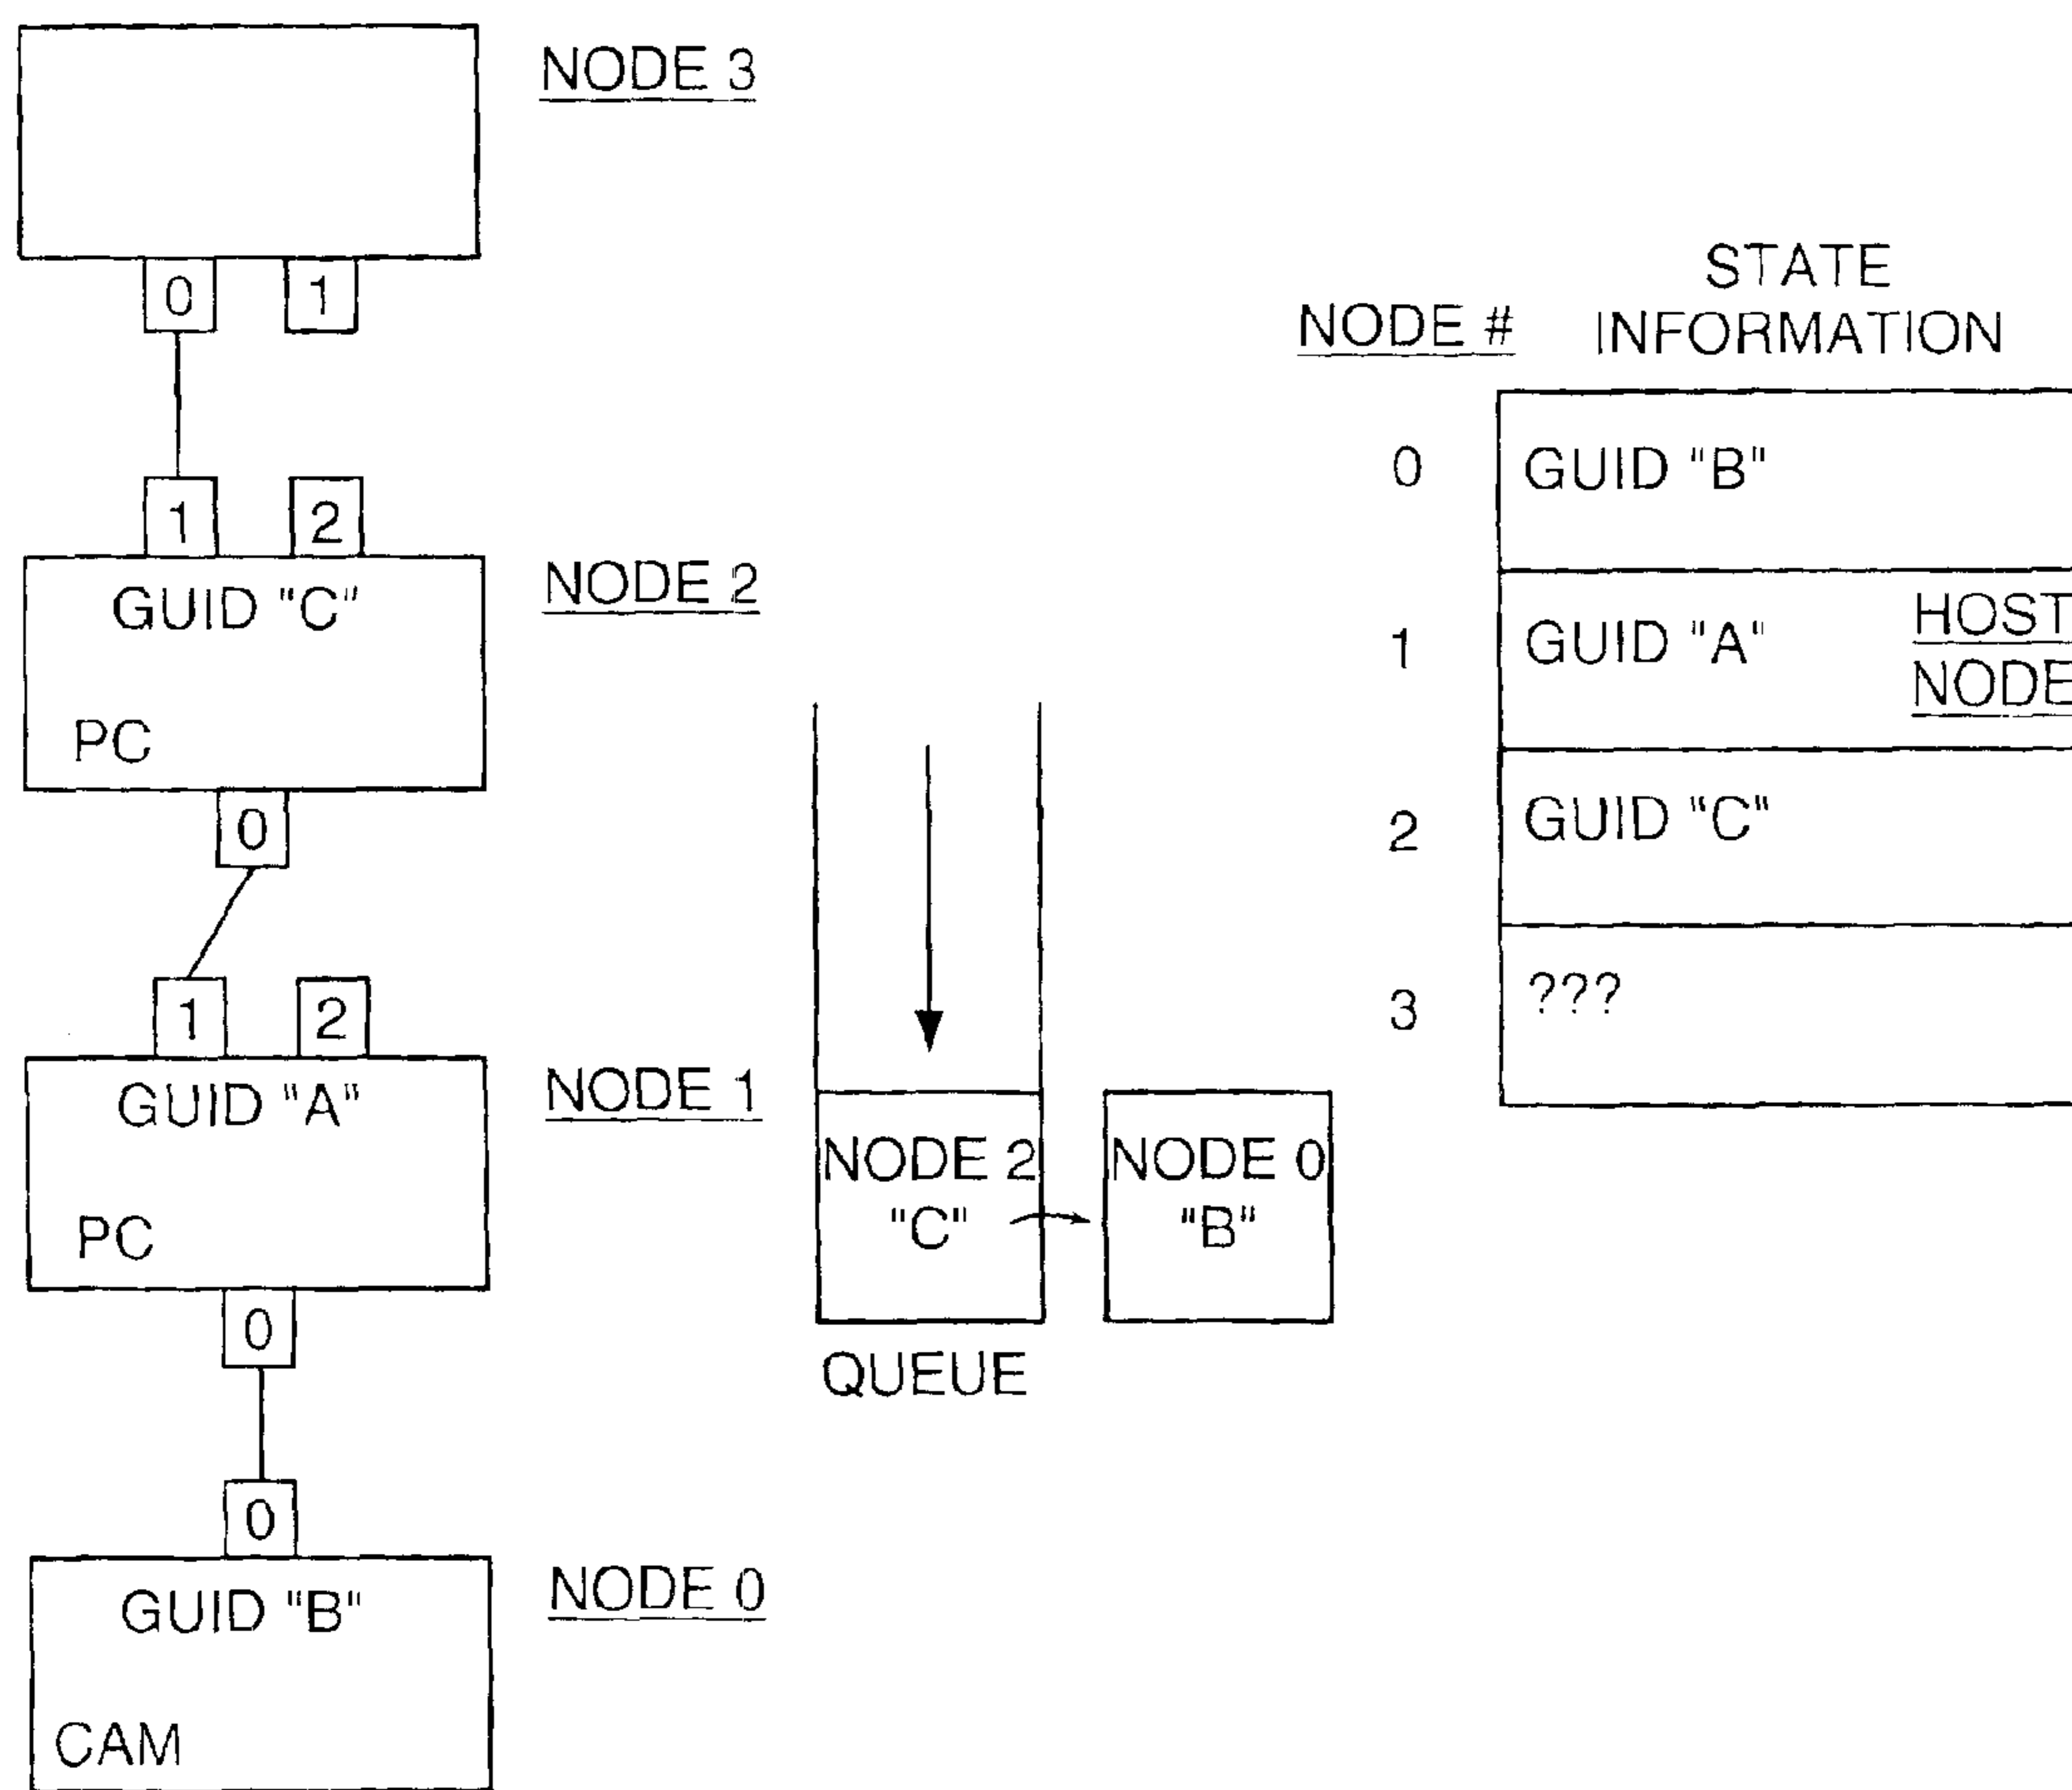 NODE 3
0 1
1 2
GUID "C"
NODE 2
PC
0
1 2
GUID "A"
NODE 1
PC
0
0
GUID "B"
NODE 0
CAM
NODE 2
"C"
NODE 0
"B"
QUEUE
NODE #
STATE
INFORMATION
0
GUID "B"
1
GUID "A"
HOST
NODE
2
GUID "C"
3
???